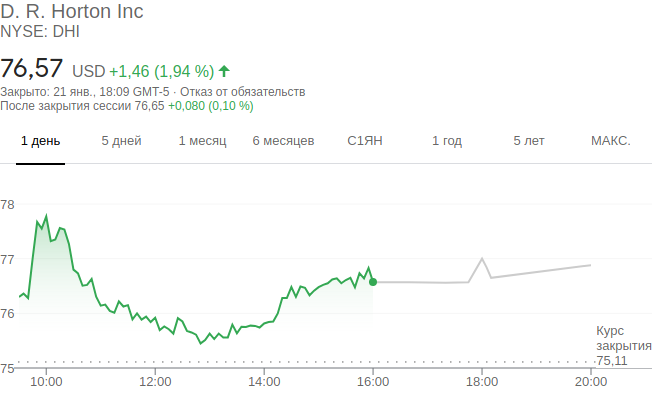 D. R. Horton Inc
NYSE: DHI
76,57 USD +1,46 (1,94 %)
Закрыто: 21 янв., 18:09 GMT-5 · Отказ от обязательств
После закрытия сессии 76,65 +0,080 (0,10 %)
1 день 5 дней 1 месяц 6 месяцев С1ЯН 1 год 5 лет МАКС.
78
77
76
Курс
закрытия
75,11
75
10:00 12:00 14:00 16:00 18:00 20:00